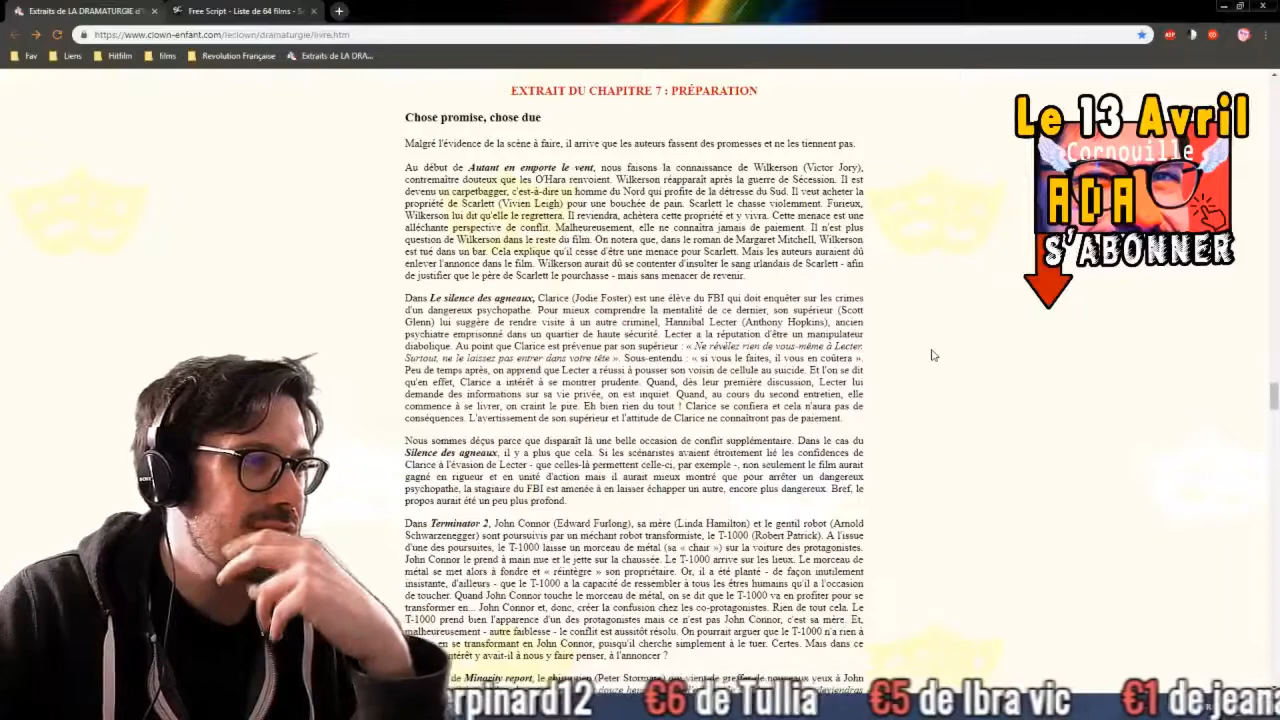 Extraits de LA DRAMATURGIE d'
Free Script - Liste de 64 films - S
https://www.clown-enfant.com/leclown/dramaturgie/livre.htm
Fav
Liens
Hitfilm
films
Revolution Française
Extraits de LA DRA...
EXTRAIT DU CHAPITRE 7 : PRÉPARATION
Chose promise, chose due
Malgré l'évidence de la scène à faire, il arrive que les auteurs fassent des promesses et ne les tiennent pas.
Au début de Autant en emporte le vent, nous faisons la connaissance de Wilkerson (Victor Jory),
contremaître douteux que les O'Hara renvoient. Wilkerson réapparaît après la guerre de Sécession. Il est
devenu un carpetbagger, c'est-à-dire un homme du Nord qui profite de la détresse du Sud. Il veut acheter la
propriété de Scarlett (Vivien Leigh) pour une bouchée de pain. Scarlett le chasse violemment. Furieux,
Wilkerson lui dit qu'elle le regrettera. Il reviendra, achètera cette propriété et y vivra. Cette menace est une
alléchante perspective de conflit. Malheureusement, elle ne connaîtra jamais de paiement. Il n'est plus
question de Wilkerson dans le reste du film. On notera que, dans le roman de Margaret Mitchell, Wilkerson
est tué dans un bar. Cela explique qu'il cesse d'être une menace pour Scarlett. Mais les auteurs auraient dû
enlever l'annonce dans le film. Wilkerson aurait dû se contenter d'insulter le sang irlandais de Scarlett - afin
de justifier que le père de Scarlett le pourchasse - mais sans menacer de revenir.
Dans Le silence des agneaux, Clarice (Jodie Foster) est une élève du FBI qui doit enquêter sur les crimes
d'un dangereux psychopathe. Pour mieux comprendre la mentalité de ce dernier, son supérieur (Scott
Glenn) lui suggère de rendre visite à un autre criminel, Hannibal Lecter (Anthony Hopkins), ancien
psychiatre emprisonné dans un quartier de haute sécurité. Lecter a la réputation d'être un manipulateur
diabolique. Au point que Clarice est prévenue par son supérieur : « Ne révélez rien de vous-même à Lecter.
Surtout, ne le laissez pas entrer dans votre tête ». Sous-entendu : « si vous le faites, il vous en coûtera ».
Peu de temps après, on apprend que Lecter a réussi à pousser son voisin de cellule au suicide. Et l'on se dit
qu'en effet, Clarice a intérêt à se montrer prudente. Quand, dès leur première discussion, Lecter lui
demande des informations sur sa vie privée, on est inquiet. Quand, au cours du second entretien, elle
commence à se livrer, on craint le pire. Eh bien rien du tout ! Clarice se confiera et cela n'aura pas de
conséquences. L'avertissement de son supérieur et l'attitude de Clarice ne connaîtront pas de paiement.
Nous sommes déçus parce que disparaît là une belle occasion de conflit supplémentaire. Dans le cas du
Silence des agneaux, il y a plus que cela. Si les scénaristes avaient étroitement lié les confidences de
Clarice à l'évasion de Lecter - que celles-là permettent celle-ci, par exemple -, non seulement le film aurait
gagné en rigueur et en unité d'action mais il aurait mieux montré que pour arrêter un dangereux
psychopathe, la stagiaire du FBI est amenée à en laisser échapper un autre, encore plus dangereux. Bref, le
propos aurait été un peu plus profond.
Dans Terminator 2, John Connor (Edward Furlong), sa mère (Linda Hamilton) et le gentil robot (Arnold
Schwarzenegger) sont poursuivis par un méchant robot transformiste, le T-1000 (Robert Patrick). A l'issue
d'une des poursuites, le T-1000 laisse un morceau de métal (sa « chair ») sur la voiture des protagonistes.
John Connor le prend à main nue et le jette sur la chaussée. Le T-1000 arrive sur les lieux. Le morceau de
métal se met alors à fondre et « réintègre » son propriétaire. Or, il a été planté - de façon inutilement
insistante, d'ailleurs - que le T-1000 a la capacité de ressembler à tous les êtres humains qu'il a l'occasion
de toucher. Quand John Connor touche le morceau de métal, on se dit que le T-1000 va en profiter pour se
transformer en... John Connor et, donc, créer la confusion chez les co-protagonistes. Rien de tout cela. Le
T-1000 prend bien l'apparence d'un des protagonistes mais ce n'est pas John Connor, c'est sa mère. Et,
malheureusement - autre faiblesse - le conflit est aussitôt résolu. On pourrait arguer que le T-1000 n'a rien à
en se transformant en John Connor, puisqu'il cherche simplement à le tuer. Certes. Mais dans ce
intérêt y avait-il à nous y faire penser, à l'annoncer ?
de Minority report, le chirurgien (Peter Stormare) qui vient de greffer de nouveaux yeux à John
Le 13 Avril
Cornouille
ADA
S'ABONNER
pinard12 €6 de Tullia €5 de Ibra vic €1 de jeana